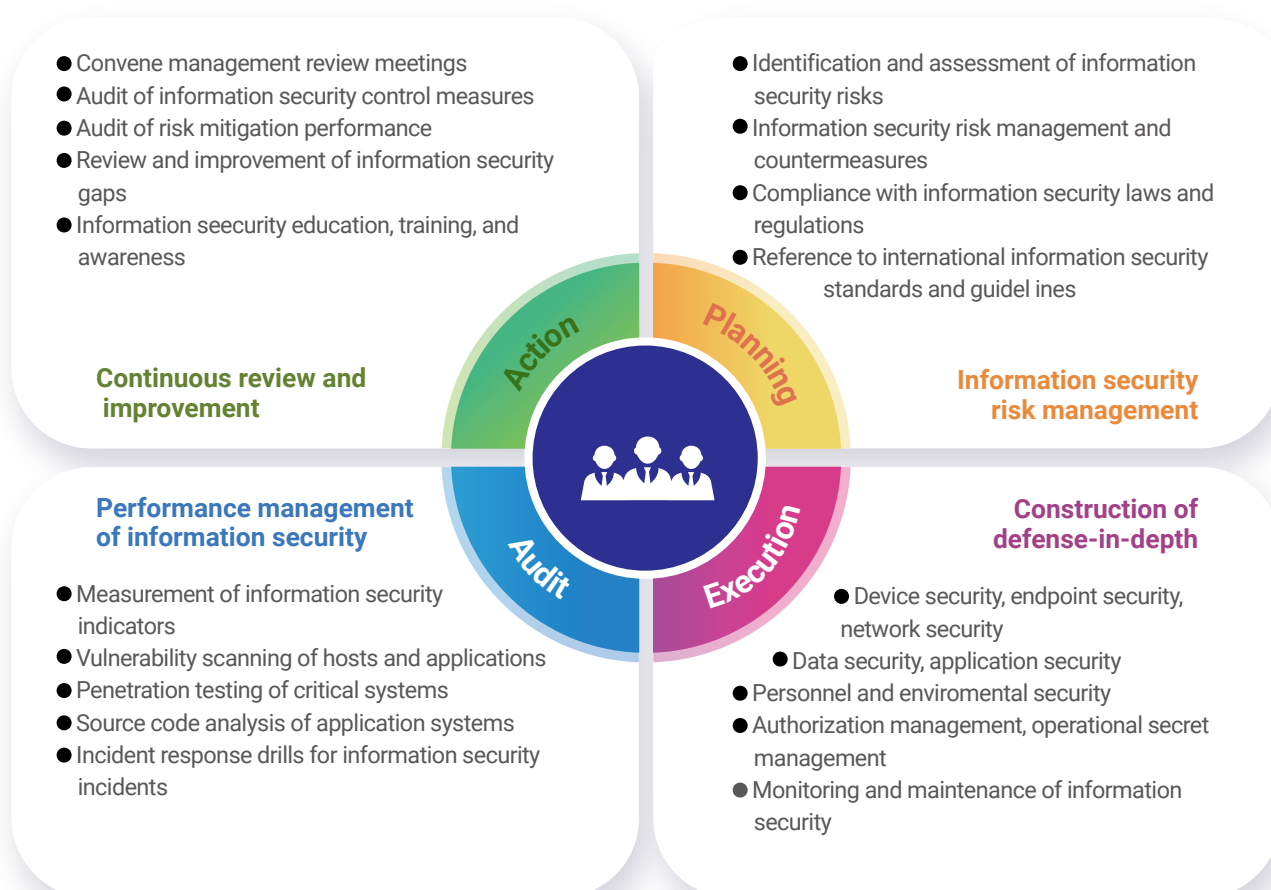 ● Convene management review meetings
● Audit of information security control measures
● Audit of risk mitigation performance
● Review and improvement of information security
gaps
● Information seecurity education, training, and
awareness
Continuous review and
improvement
Action
● Identification and assessment of information
security risks
● Information security risk management and
countermeasures
● Compliance with information security laws and
regulations
● Reference to international information security
standards and guidel ines
Information security
risk management
Planning
Performance management
of information security
● Measurement of information security
indicators
● Vulnerability scanning of hosts and applications
● Penetration testing of critical systems
● Source code analysis of application systems
● Incident response drills for information security
incidents
Audit
Construction of
defense-in-depth
● Device security, endpoint security,
network security
● Data security, application security
● Personnel and enviromental security
● Authorization management, operational secret
management
● Monitoring and maintenance of information
security
Execution